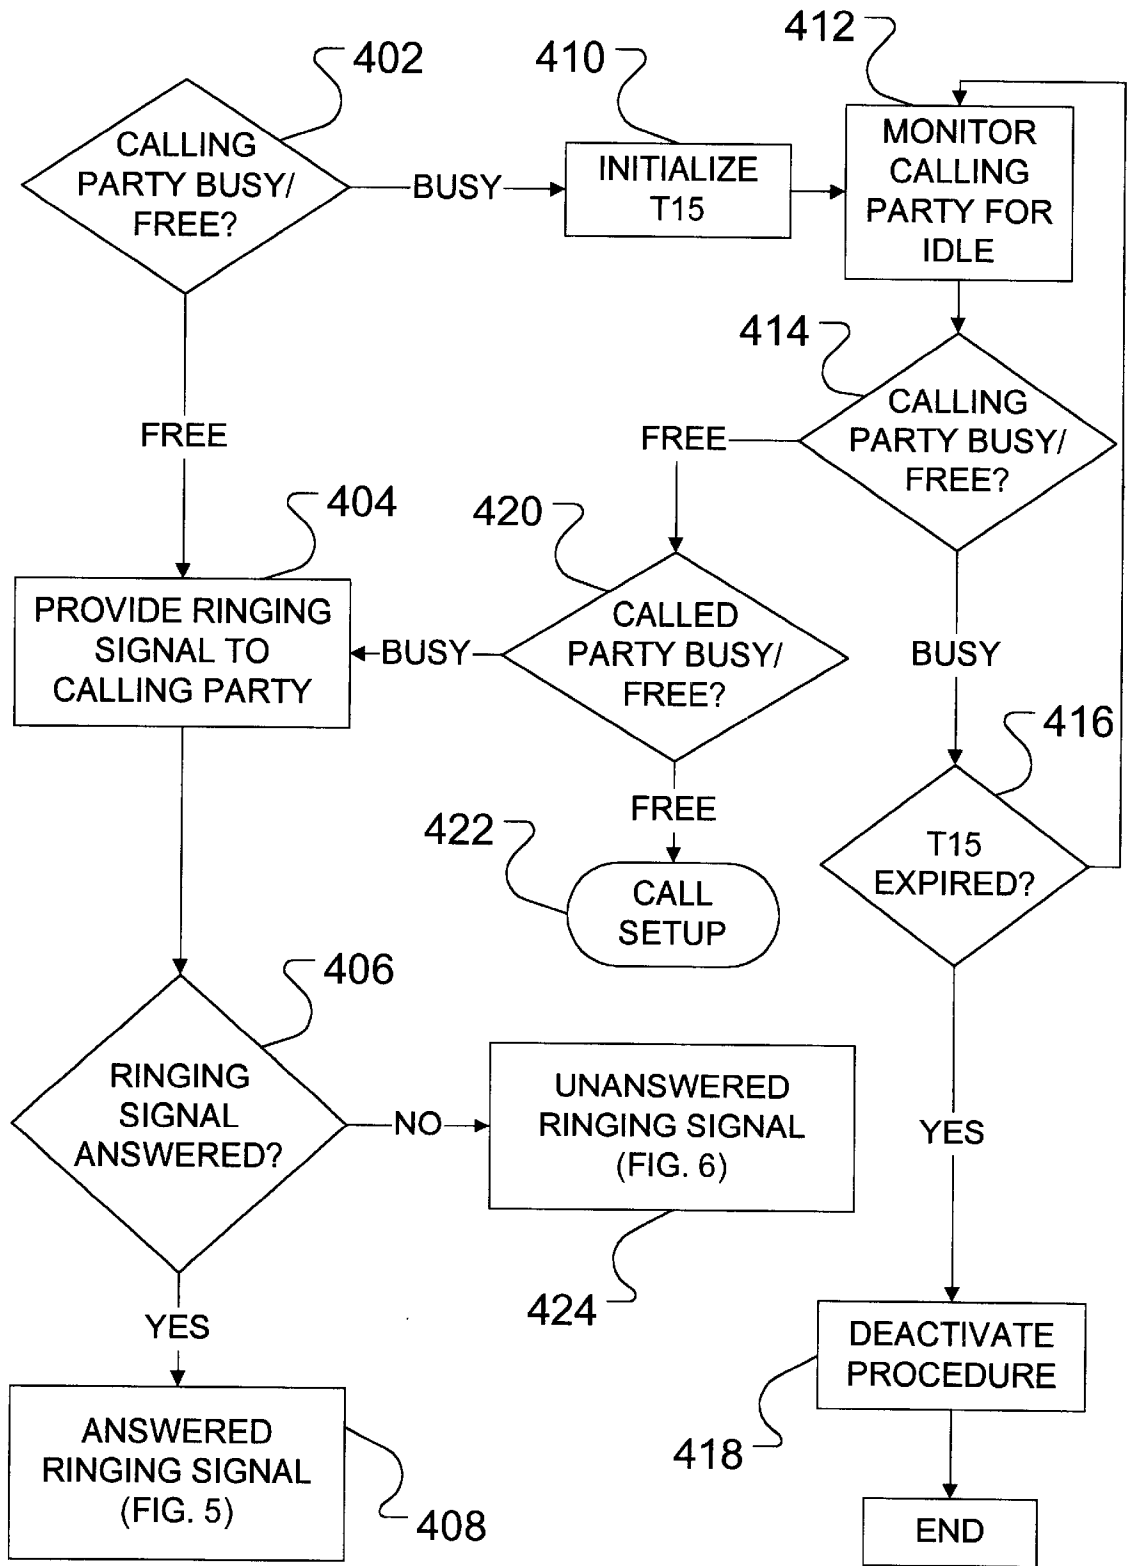 402
410
412
CALLING
PARTY BUSY/
FREE?
BUSY
INITIALIZE
T15
MONITOR
CALLING
PARTY FOR
IDLE
414
FREE
FREE
CALLING
PARTY BUSY/
FREE?
404
420
PROVIDE RINGING
SIGNAL TO
CALLING PARTY
BUSY
CALLED
PARTY BUSY/
FREE?
BUSY
416
FREE
422
CALL
SETUP
T15
EXPIRED?
406
RINGING
SIGNAL
ANSWERED?
NO
UNANSWERED
RINGING SIGNAL
(FIG. 6)
YES
424
YES
DEACTIVATE
PROCEDURE
418
ANSWERED
RINGING SIGNAL
(FIG. 5)
408
END